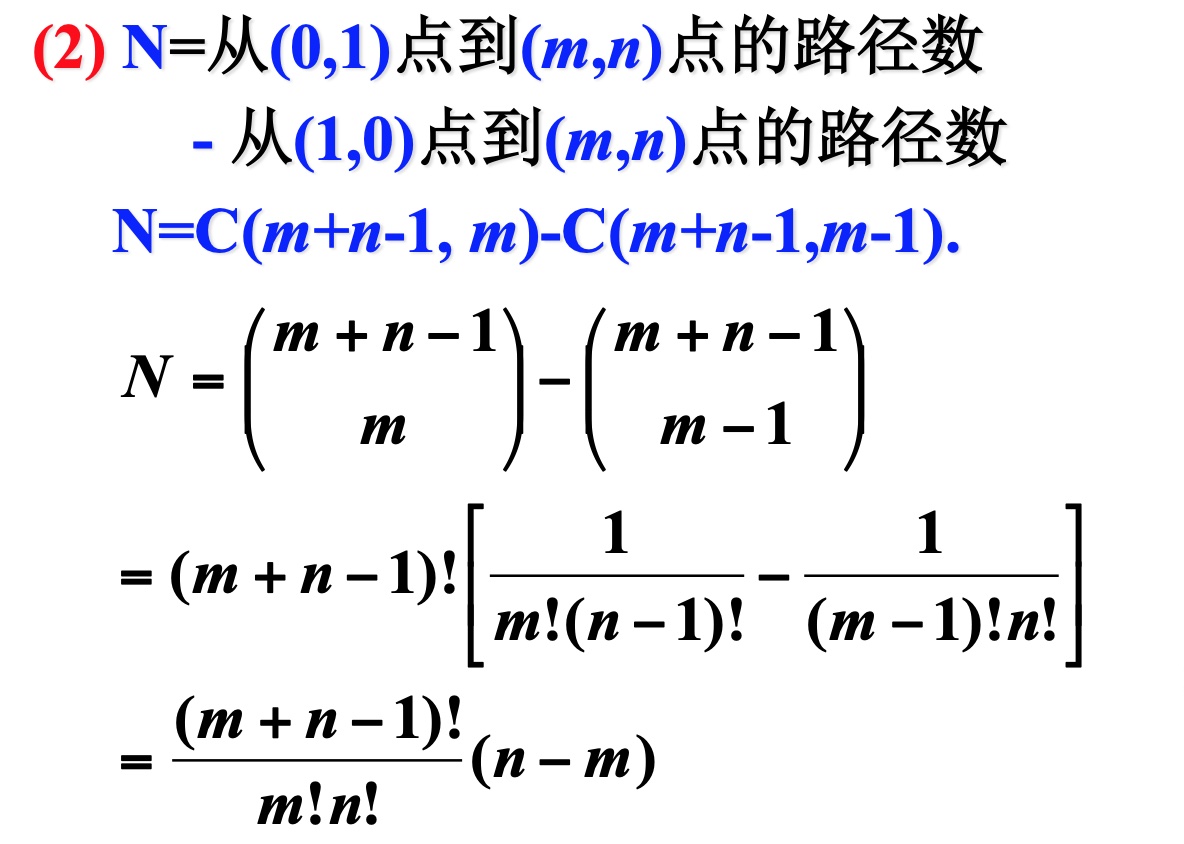 (2) N=从(0,1)点到(m,n)点的路径数
- 从(1,0)点到(m,n)点的路径数
N=C(m+n-1, m)-C(m+n-1,m-1).
N = \binom{m+n-1}{m} - \binom{m+n-1}{m-1}
= (m+n-1)! \left[ \frac{1}{m!(n-1)!} - \frac{1}{(m-1)!n!} \right]
= \frac{(m+n-1)!}{m!n!} (n-m)